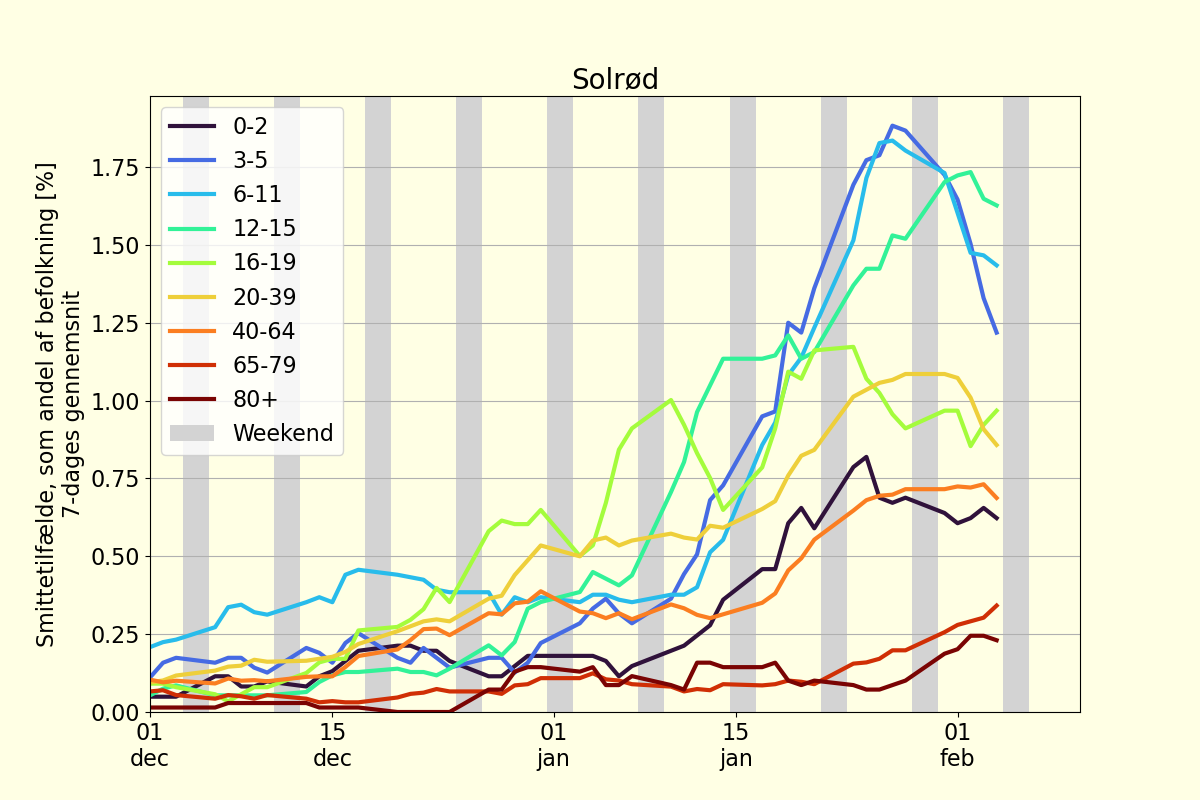 Solrød
Smittetilfælde, som andel af befolkning [%]
7-dages gennemsnit
1.75
1.50
1.25
1.00
0.75
0.50
0.25
0.00
0-2
3-5
6-11
12-15
16-19
20-39
40-64
65-79
80+
Weekend
01
dec
15
dec
01
jan
15
jan
01
feb